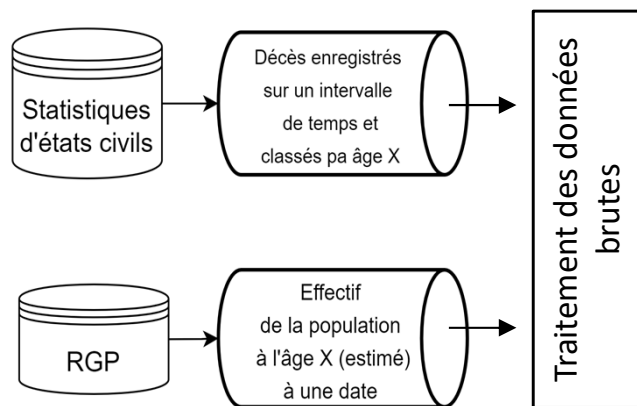 Statistiques
d'états civils
Décès enregistrés
sur un intervalle
de temps et
classés pa âge X
RGP
Effectif
de la population
à l'âge X (estimé)
à une date
Traitement des données
brutes